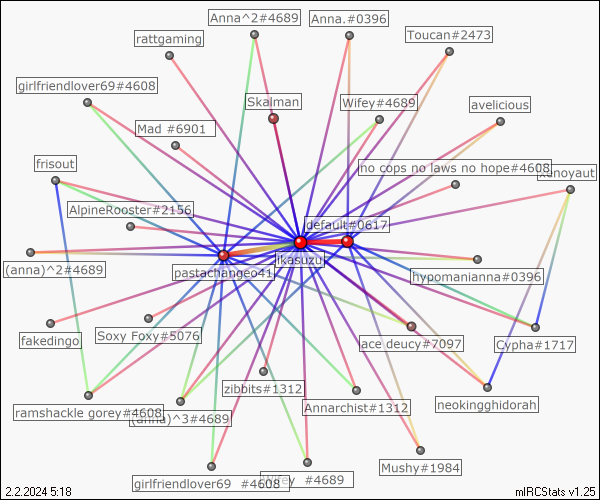 Anna^2#4689
Anna.#0396
Toucan#2473
rattgaming
girlfriendlover69#4608
Skalman
Wifey#4689
avelicious
Mad #6901
frisout
no cops no laws no hope#4608
AlpineRooster#2156
default#0617
(anna)^2#4689
pastachangeo41
ikasuzu
hypomanianna#0396
fakedingo
Soxy Foxy#5076
ace deucy#7097
Cypha#1717
zibbits#1312
ramshackle gorey#4608
(anna)^3#4689
Annarchist#1312
neokingghidorah
Mushy#1984
girlfriendlover69 #4608
Wifey #4689
2.2.2024 5:18
mIRCStats v1.25